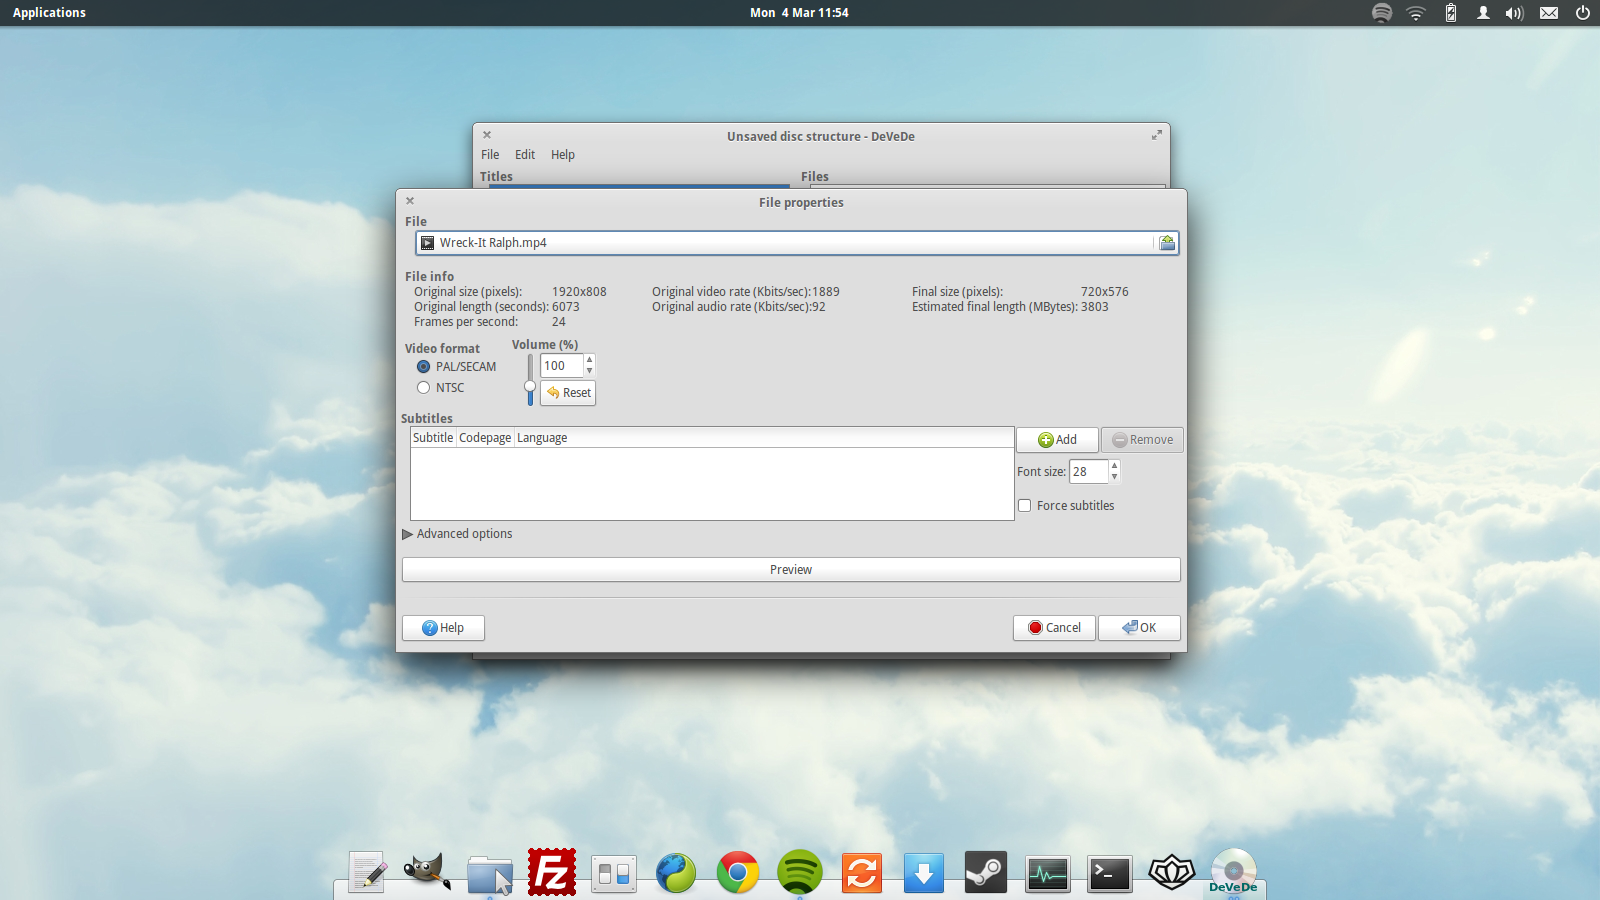 Applications
Mon 4 Mar 11:54
Unsaved disc structure - DeVeDe
File Edit Help
Titles Files
File properties
File
Wreck-It Ralph.mp4
File info
Original size (pixels): 1920x808 Original video rate (Kbits/sec):1889 Final size (pixels): 720x576
Original length (seconds): 6073 Original audio rate (Kbits/sec):92 Estimated final length (MBytes): 3803
Frames per second: 24
Video format Volume (%)
PAL/SECAM 100
NTSC Reset
Subtitles
Subtitle Codepage Language Add Remove
Font size: 28
Force subtitles
Advanced options
Preview
Help Cancel OK
Fz
DeVeDe